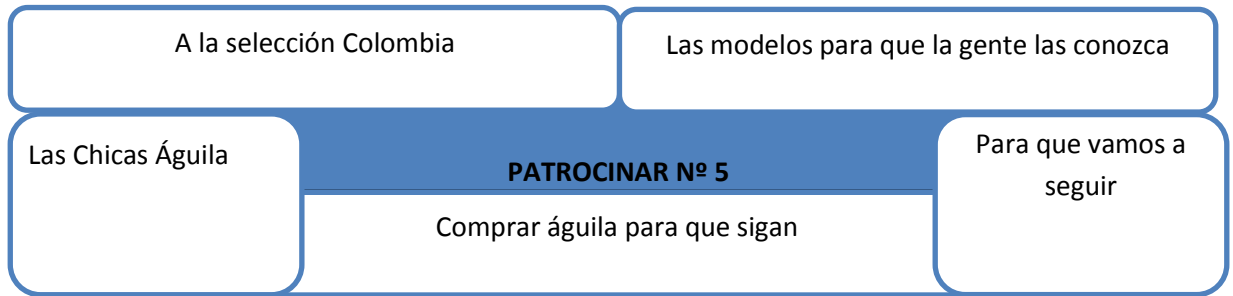 A la selección Colombia
Las modelos para que la gente las conozca
Las Chicas Águila
PATROCINAR Nº 5
Para que vamos a
seguir
Comprar águila para que sigan